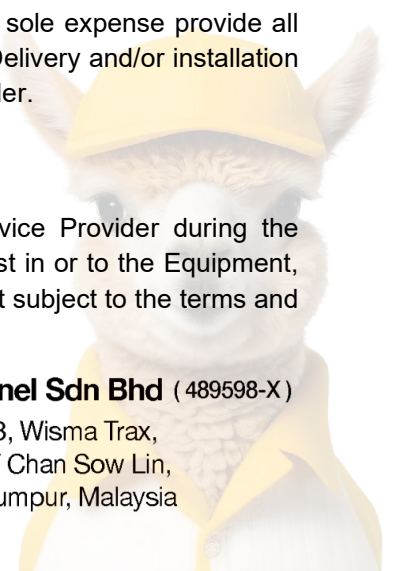 sole expense provide all
Delivery and/or installation
ler.
vice Provider during the
st in or to the Equipment,
t subject to the terms and
nel Sdn Bhd (489598-X)
3, Wisma Trax,
Chan Sow Lin,
umpur, Malaysia